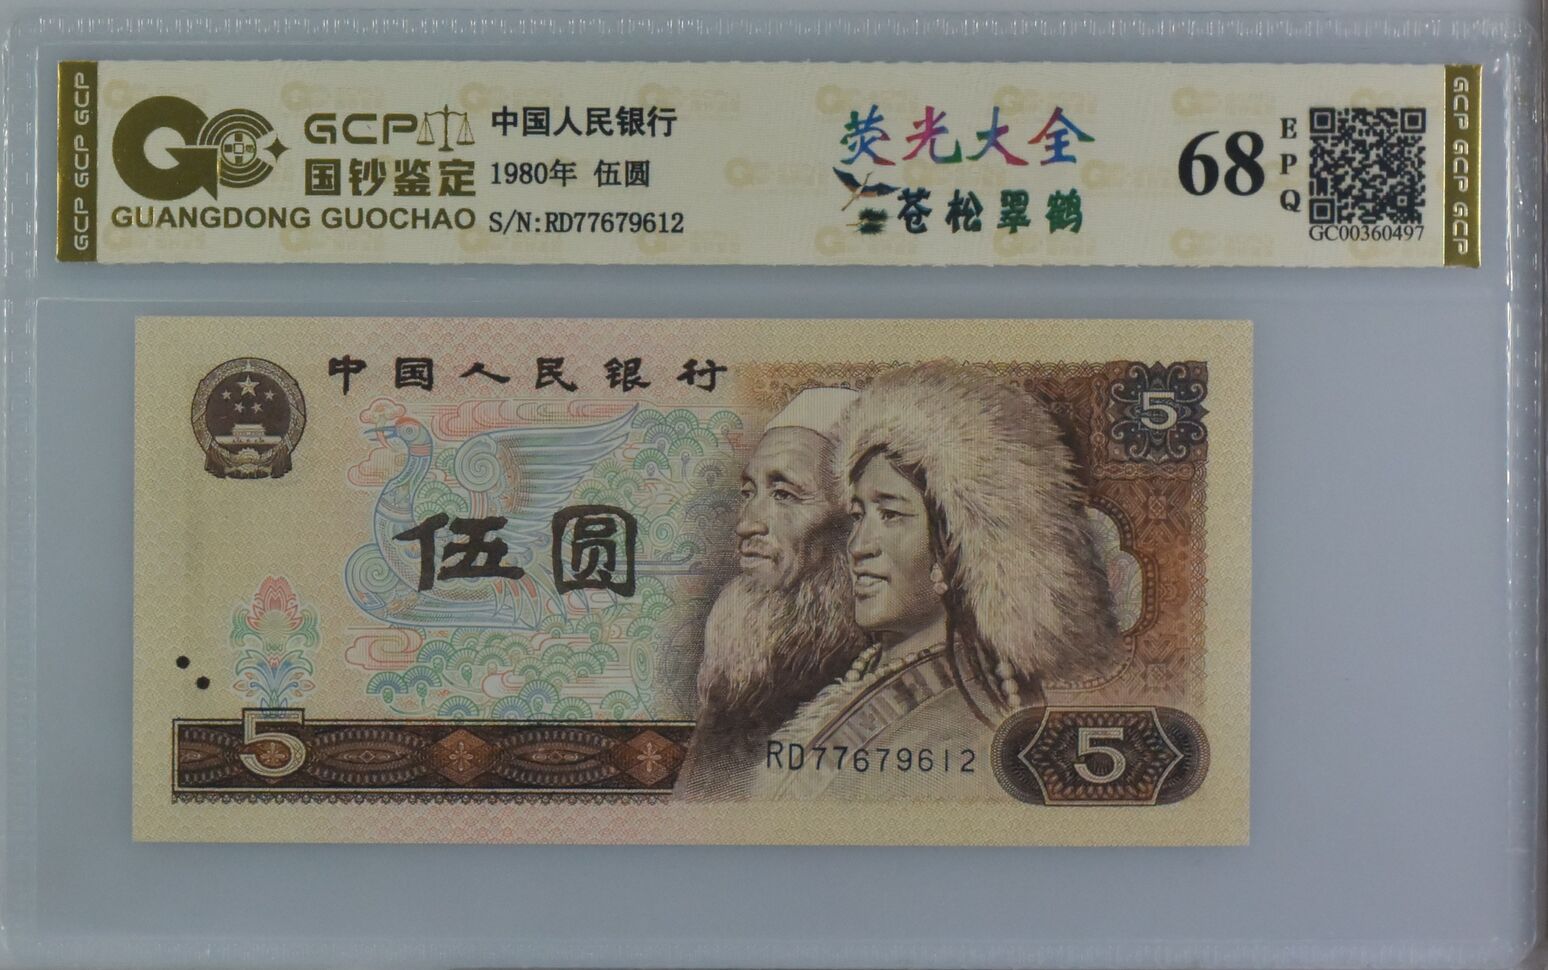 GCP GCP GCP
GCP
国钞鉴定
GUANGDONG GUOCHAO
中国人民银行
1980年 伍圆
S/N:RD77679612
荧光大全
苍松翠鹤
68
EPQ
GC00360497
GCP GCP GCP
中国人民银行
5
伍圆
5
RD77679612
5